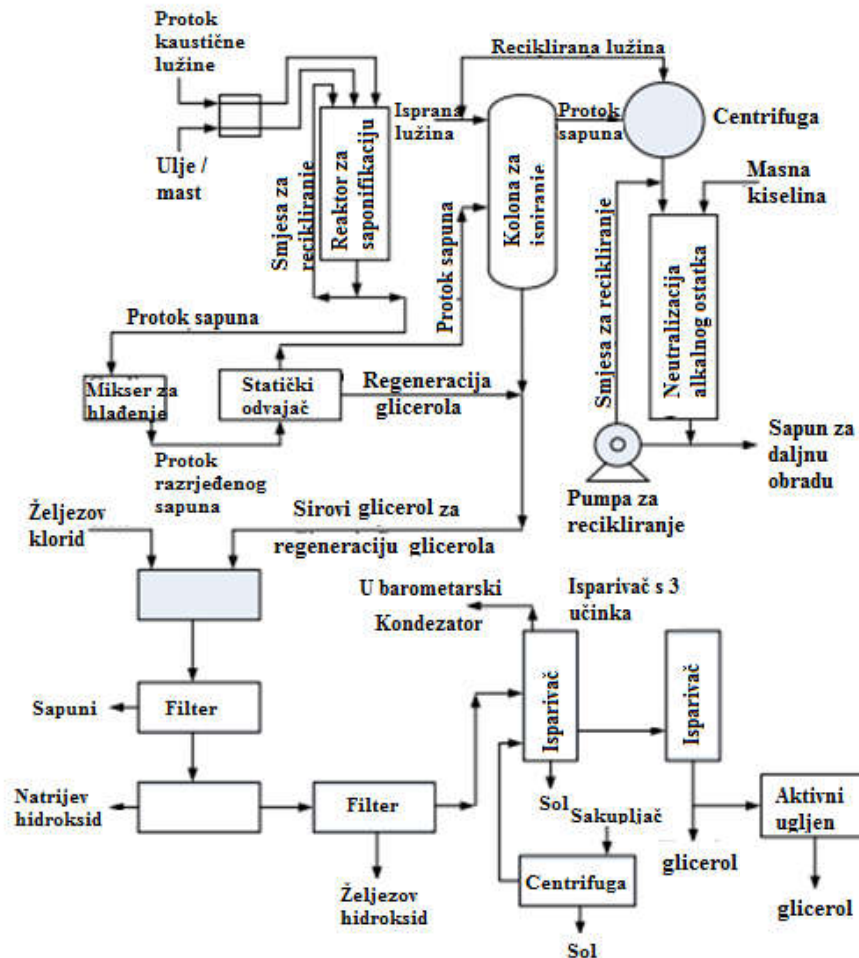 Protok
kaustične
lužine
Ulje /
mast
Smjesa za
recikliranje
Reaktor za
saponifikaciju
Isprana
lužina
Reciklirana lužina
Kolona za
ispiranje
Protok
sapuna
Centrifuga
Masna
kiselina
Protok sapuna
Smjesa za recikliranje
Neutralizacija
alkalnog ostatka
Protok sapuna
Mikser za
hlađenje
Statički
odvajač
Regeneracija
glicerola
Protok
razrjeđenog
sapuna
Pumpa za
recikliranje
Sapun za
daljnu
obradu
Željezov
klorid
Sirovi glicerol za
regeneraciju glicerola
U barometarski
Kondezator
Isparivač s 3
učinka
Sapuni
Filter
Isparivač
Isparivač
Natrijev
hidroksid
Filter
Željezov
hidroksid
Sol
Sakupljač
Centrifuga
Sol
glicerol
Aktivni
ugljen
glicerol